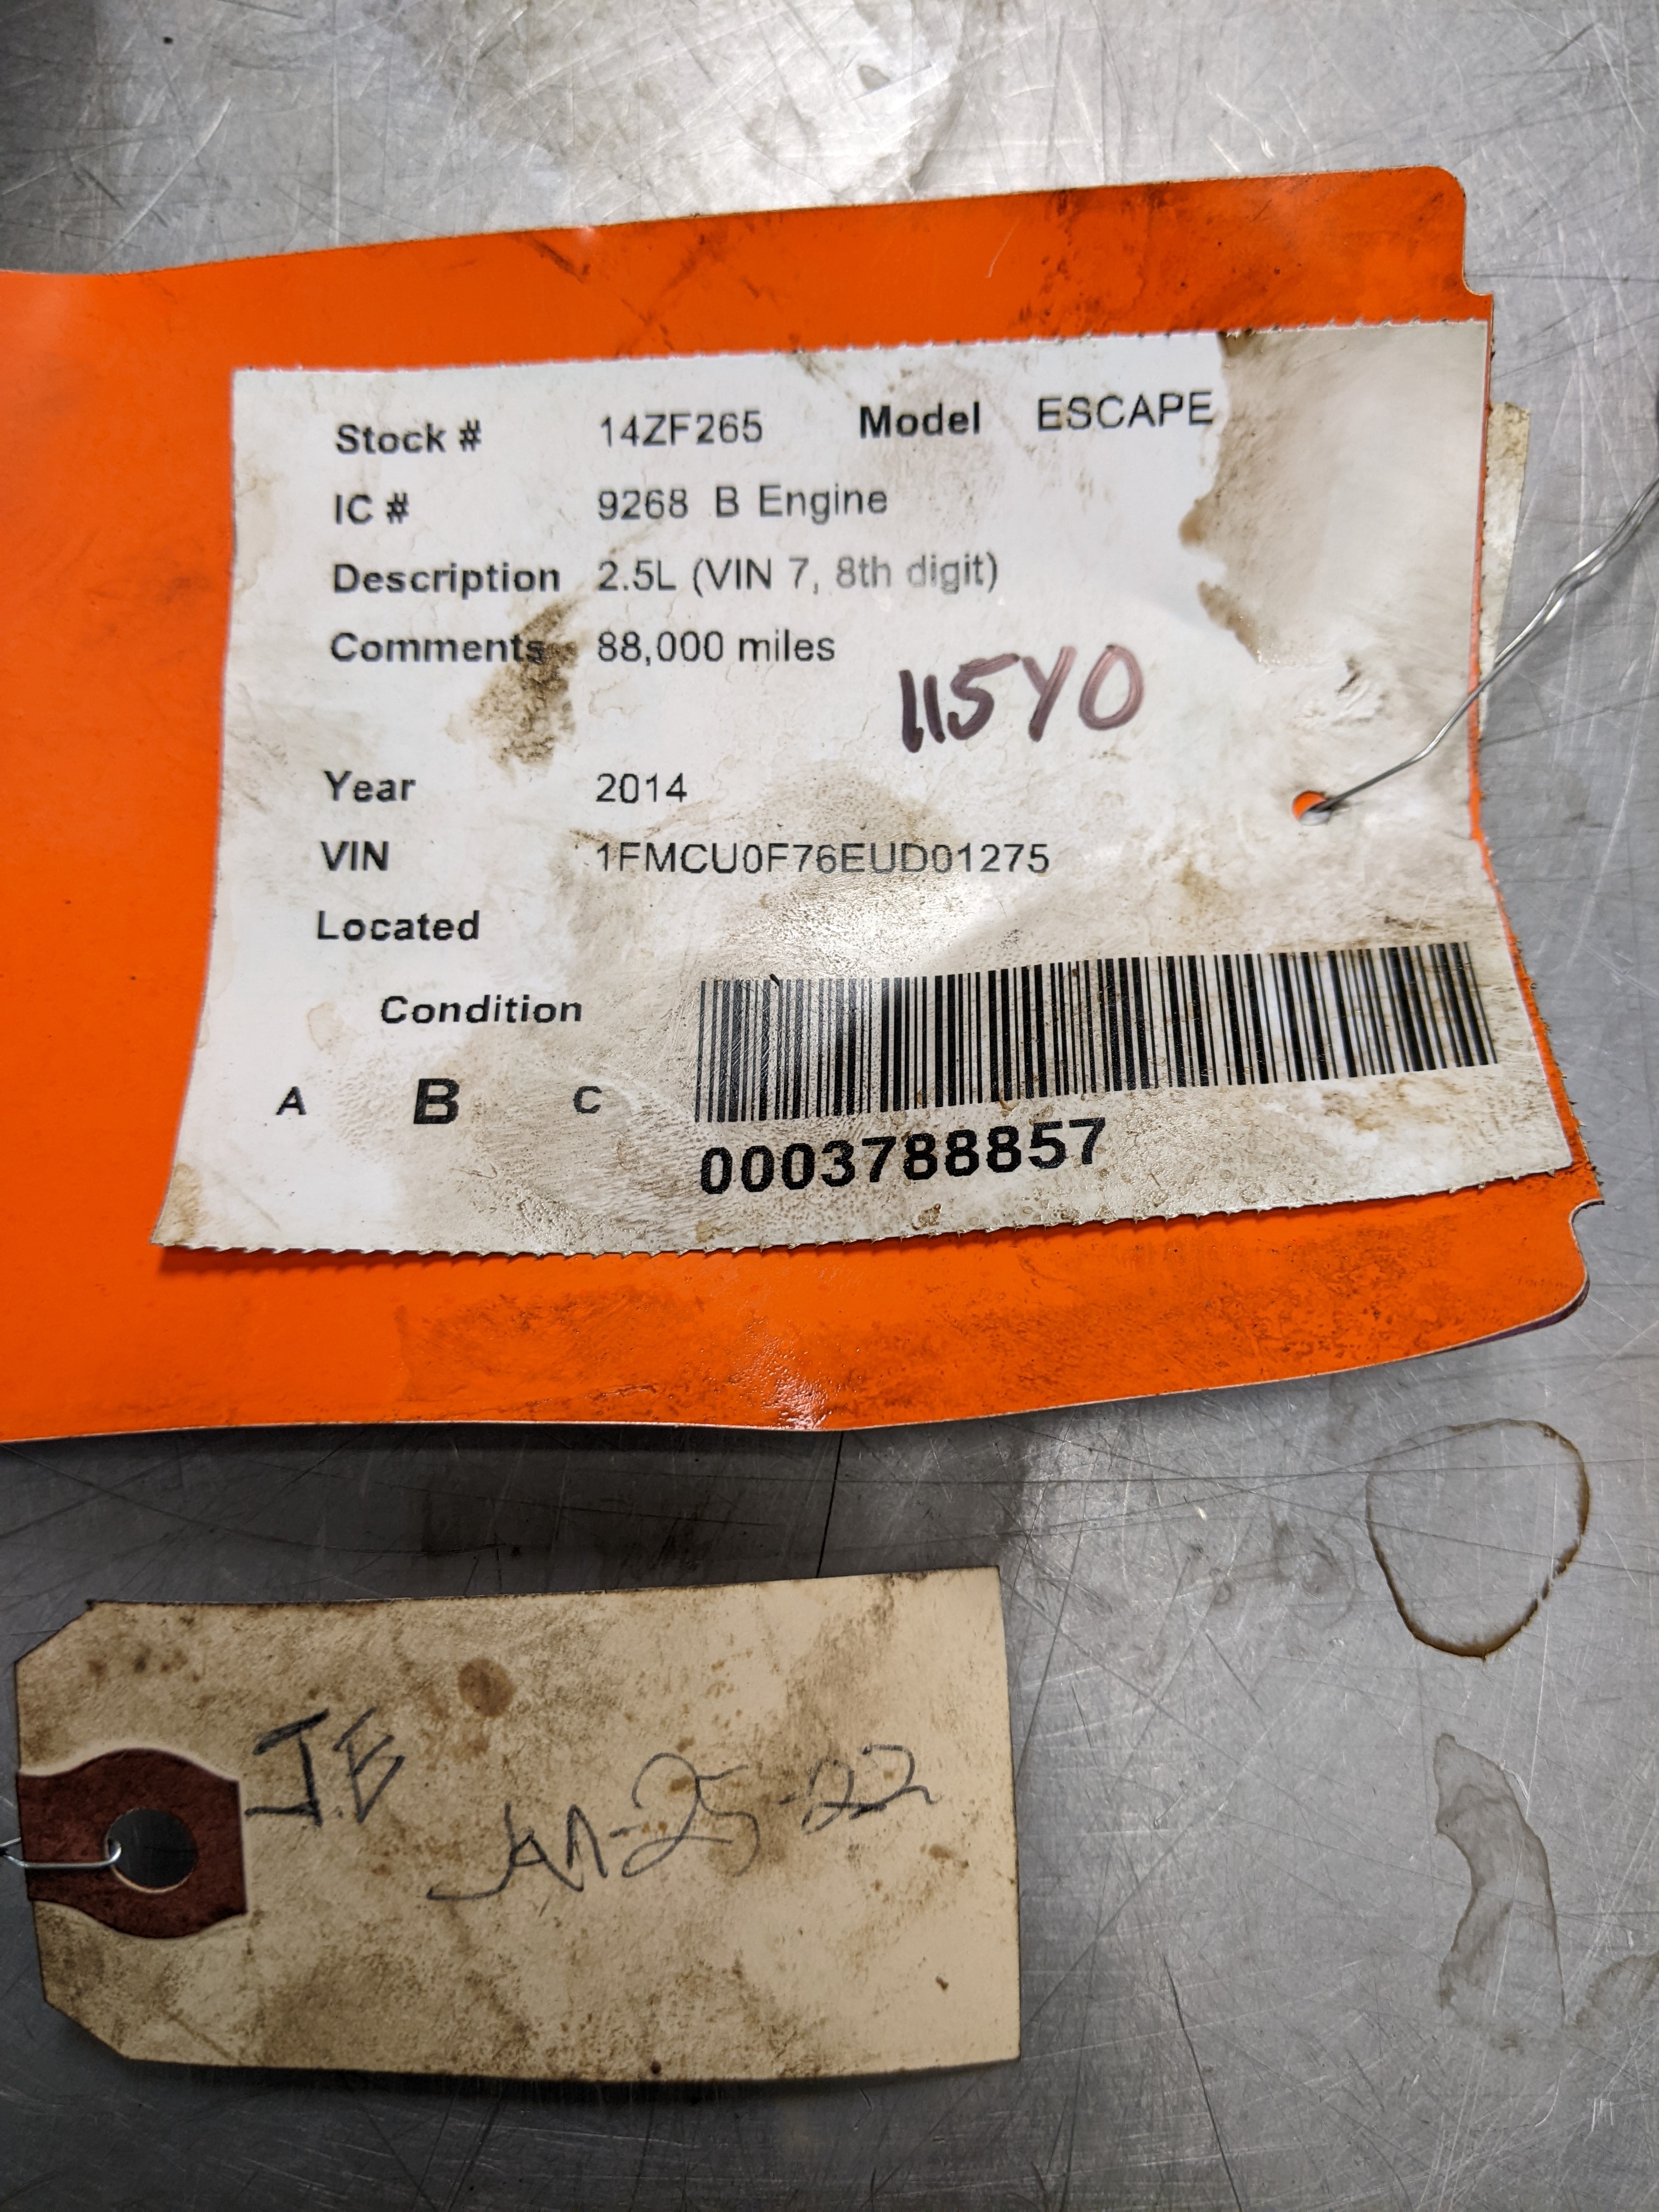 Stock # 14ZF265 Model ESCAPE
IC # 9268 B Engine
Description 2.5L (VIN 7, 8th digit)
Comments 88,000 miles
115YO
Year 2014
VIN 1FMCU0F76EUD01275
Located
Condition
A B C
0003788857
J.E
JAN-25-22